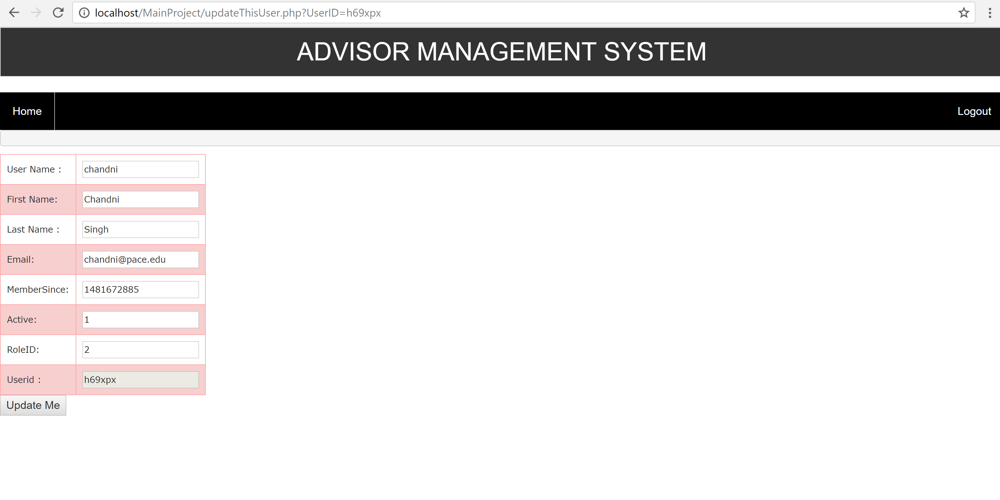 localhost/MainProject/updateThisUser.php?UserID=h69xpx
ADVISOR MANAGEMENT SYSTEM
Home Logout
User Name : chandni
First Name: Chandni
Last Name : Singh
Email: chandni@pace.edu
MemberSince: 1481672885
Active: 1
RoleID: 2
Userid : h69xpx
Update Me